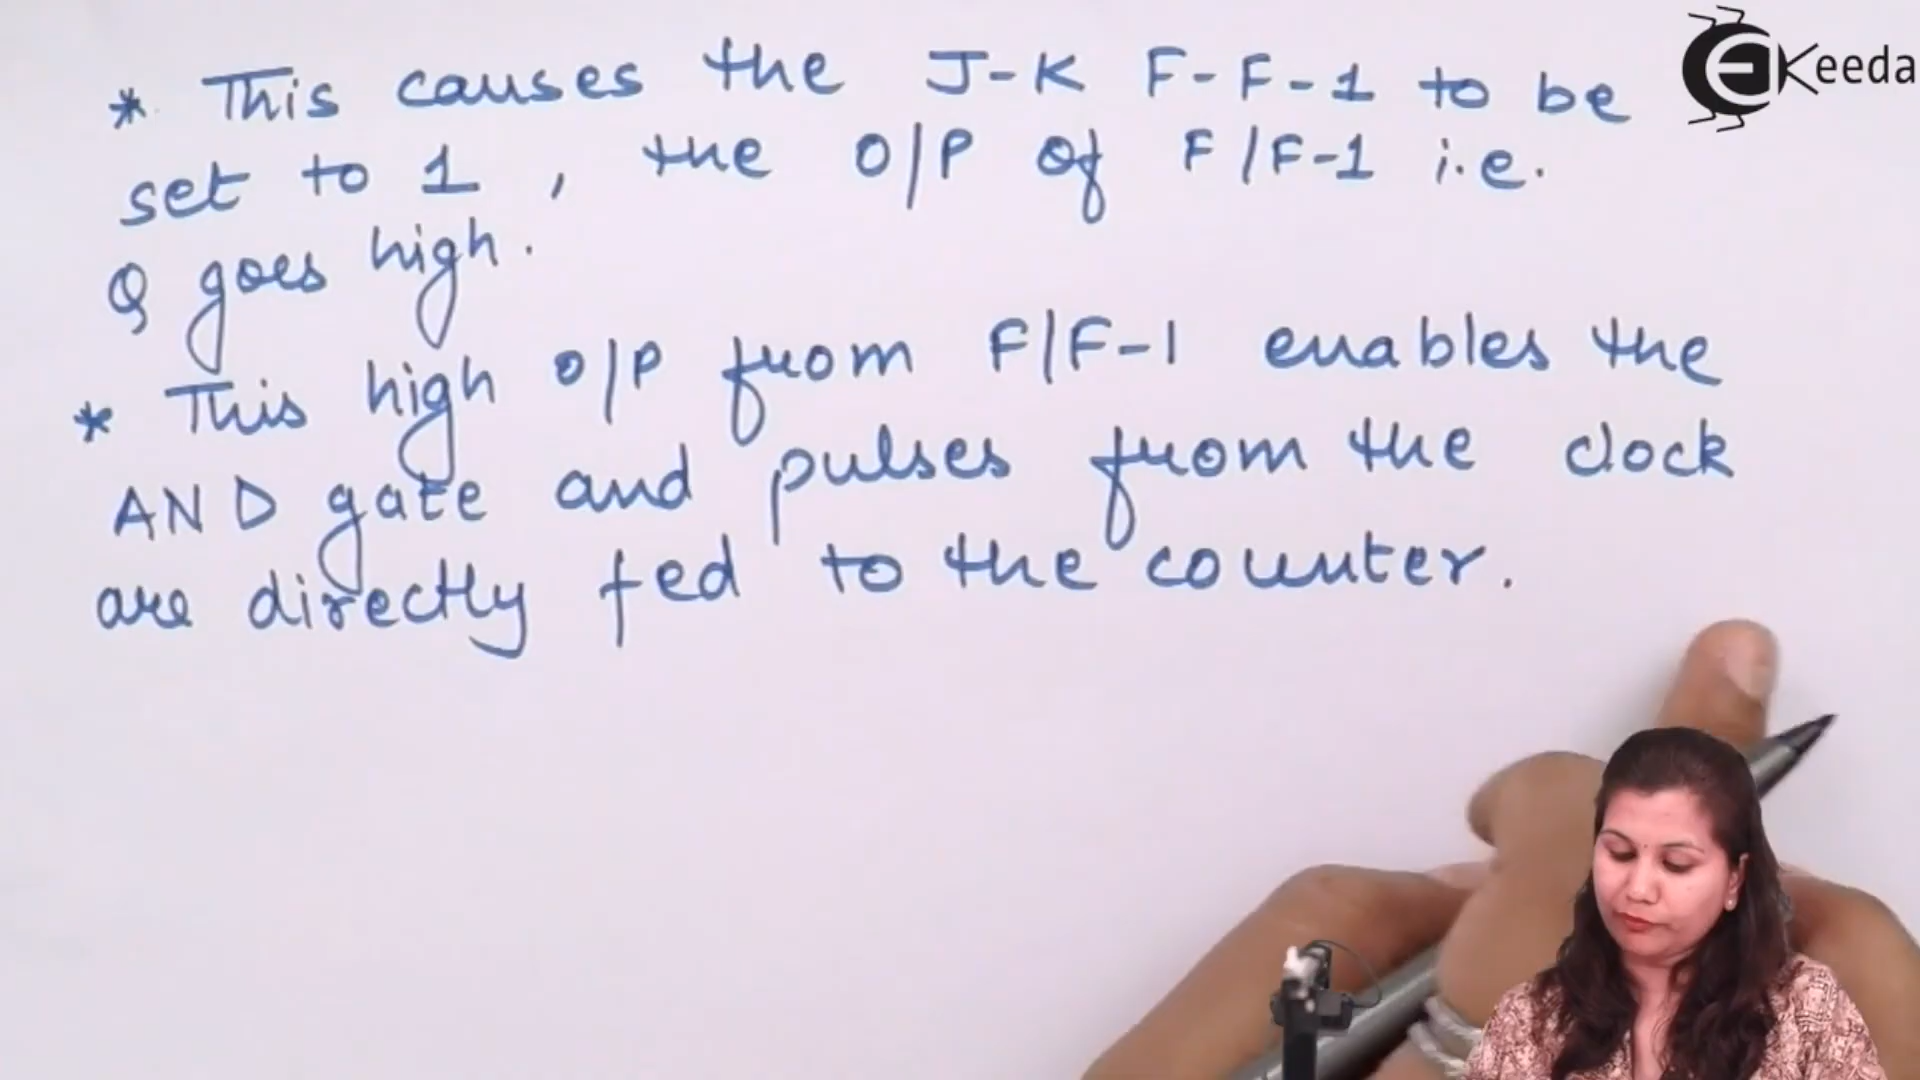 EKeeda
* This causes the J-K F-F-1 to be
set to 1, the O/P of F/F-1 i.e.
Q goes high.
* This high O/P from F/F-1 enables the
AND gate and pulses from the clock
are directly fed to the counter.